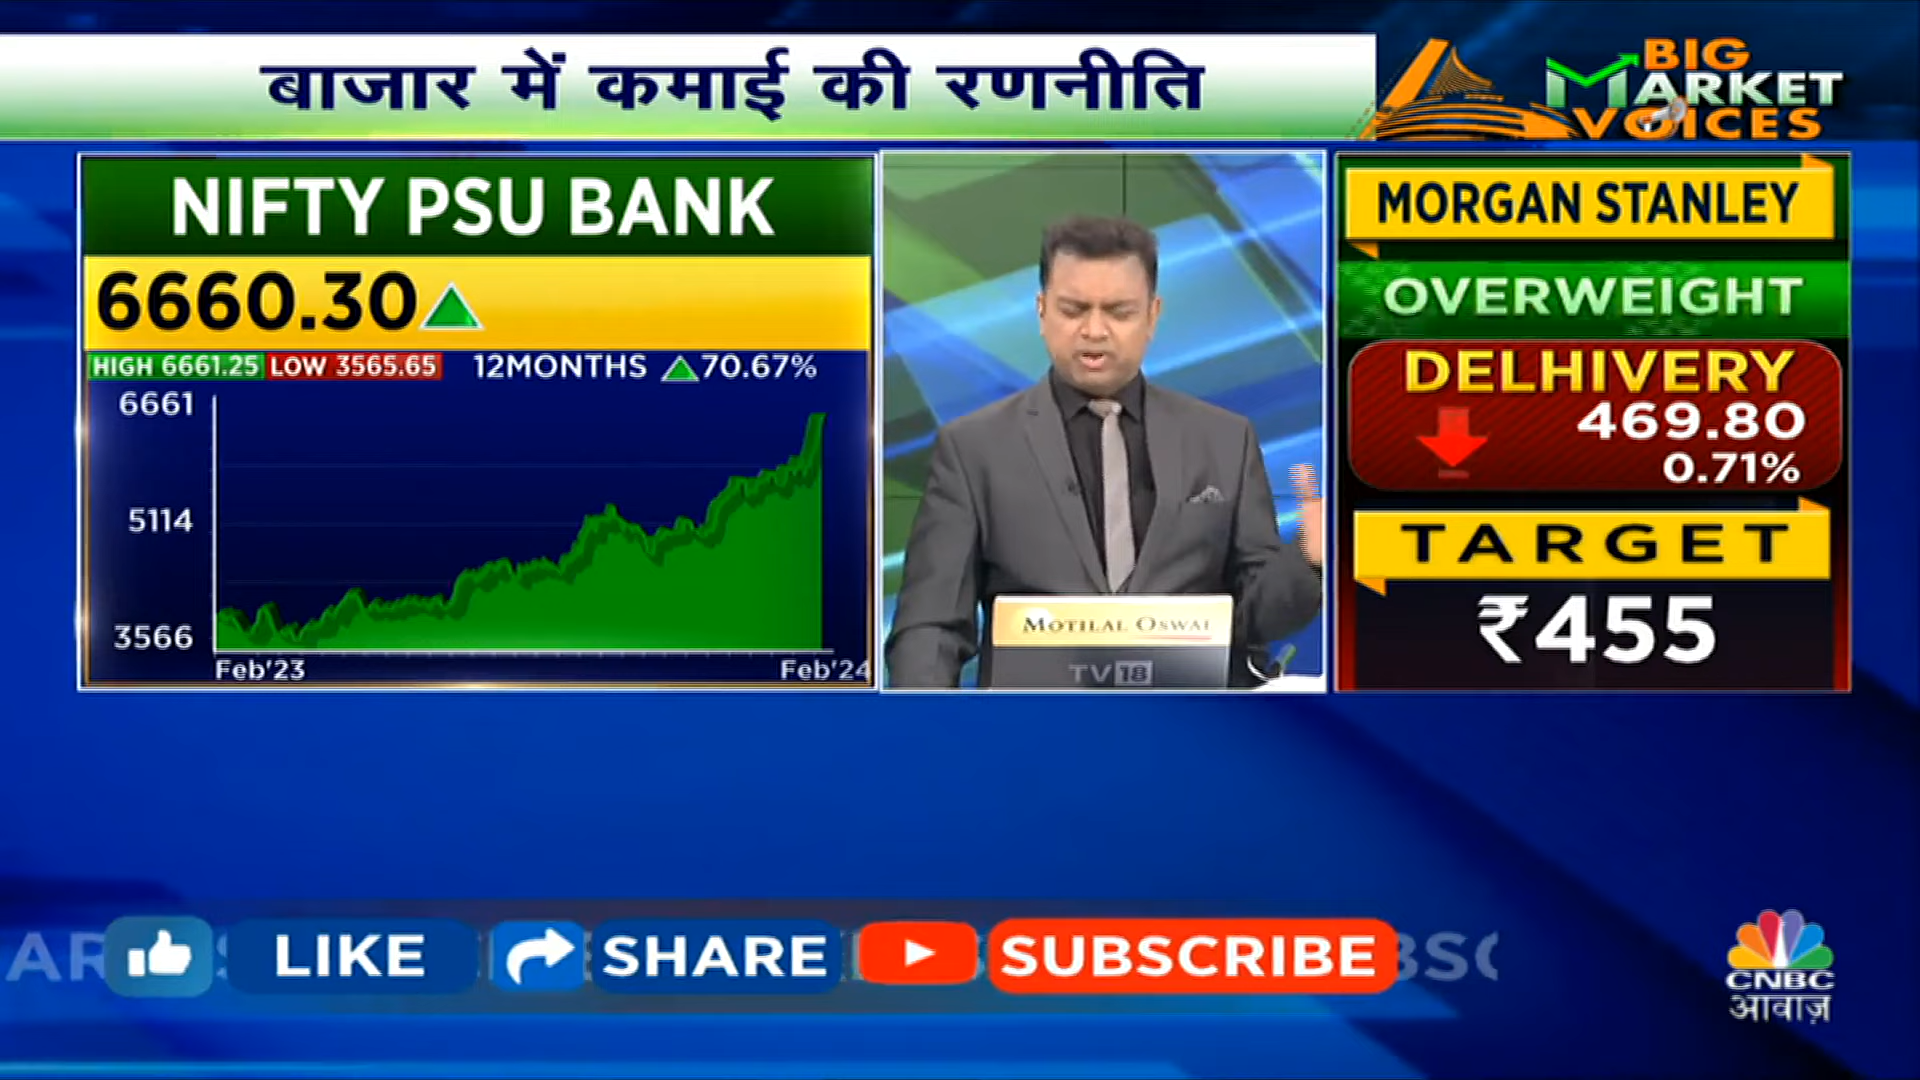 बाजार में कमाई की रणनीति
BIG
MARKET
VOICES
NIFTY PSU BANK
6660.30
HIGH 6661.25 LOW 3565.65 12MONTHS 70.67%
6661
5114
3566
Feb'23 Feb'24
MOTILAL OSWAL
TV18
MORGAN STANLEY
OVERWEIGHT
DELHIVERY
469.80
0.71%
TARGET
₹455
LIKE SHARE SUBSCRIBE
CNBC
आवाज़